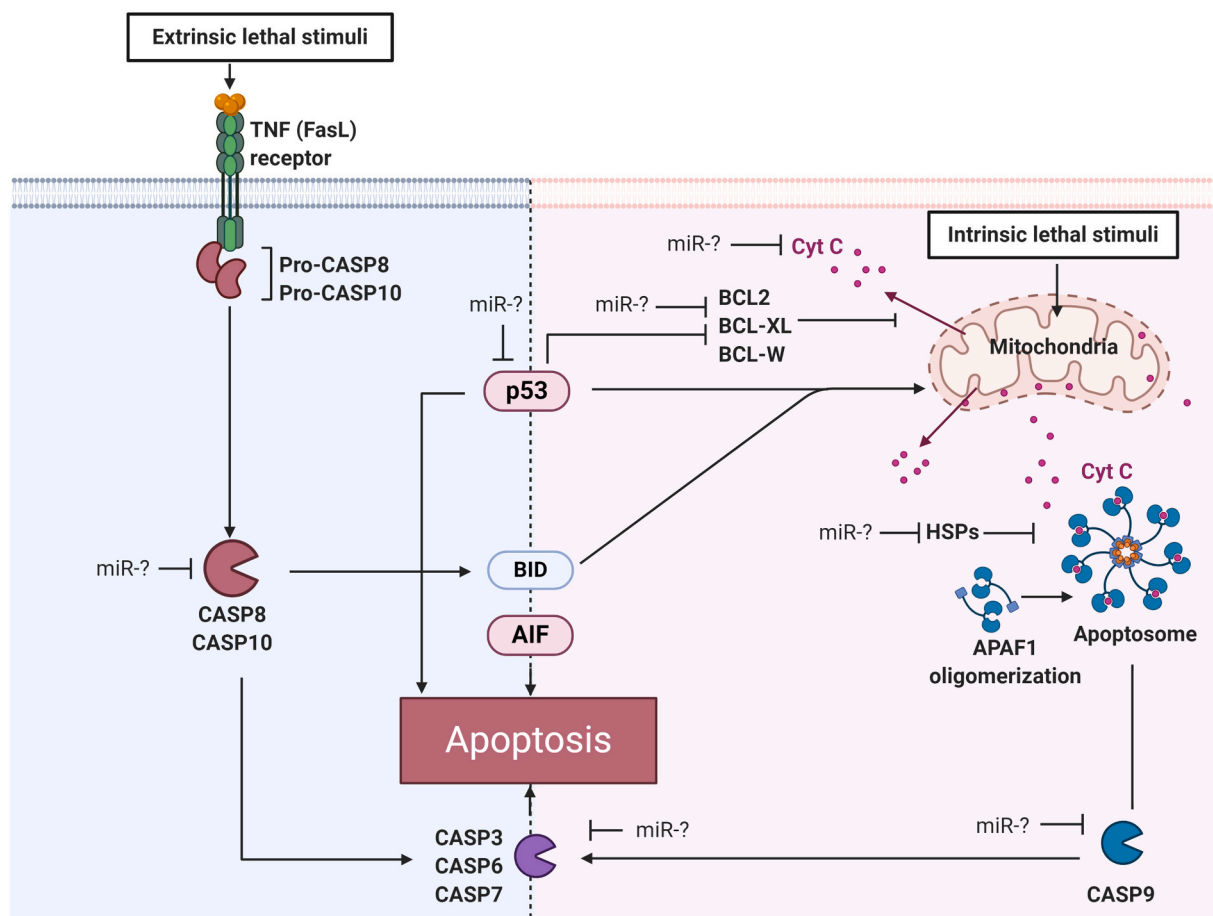 Extrinsic lethal stimuli
TNF (FasL)
receptor
Pro-CASP8
Pro-CASP10
miR-?
Cyt C
Intrinsic lethal stimuli
miR-?
miR-?
BCL2
BCL-XL
BCL-W
Mitochondria
p53
Cyt C
miR-?
HSPs
miR-?
CASP8
CASP10
BID
AIF
APAF1
oligomerization
Apoptosome
Apoptosis
CASP3
CASP6
CASP7
miR-?
miR-?
CASP9